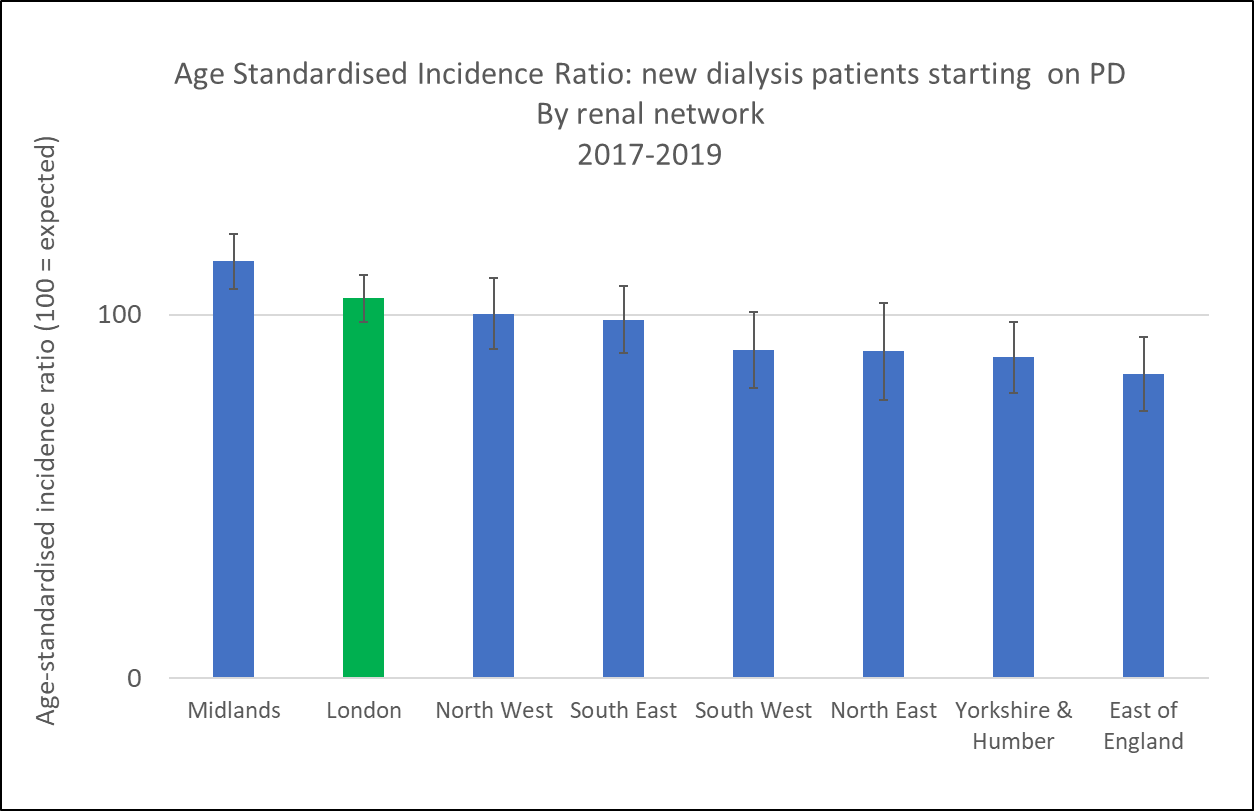 Age Standardised Incidence Ratio: new dialysis patients starting  on PD
By renal network
2017-2019
Age-standardised incidence ratio (100 = expected)
100
0
Midlands
London
North West
South East
South West
North East
Yorkshire &
Humber
East of
England